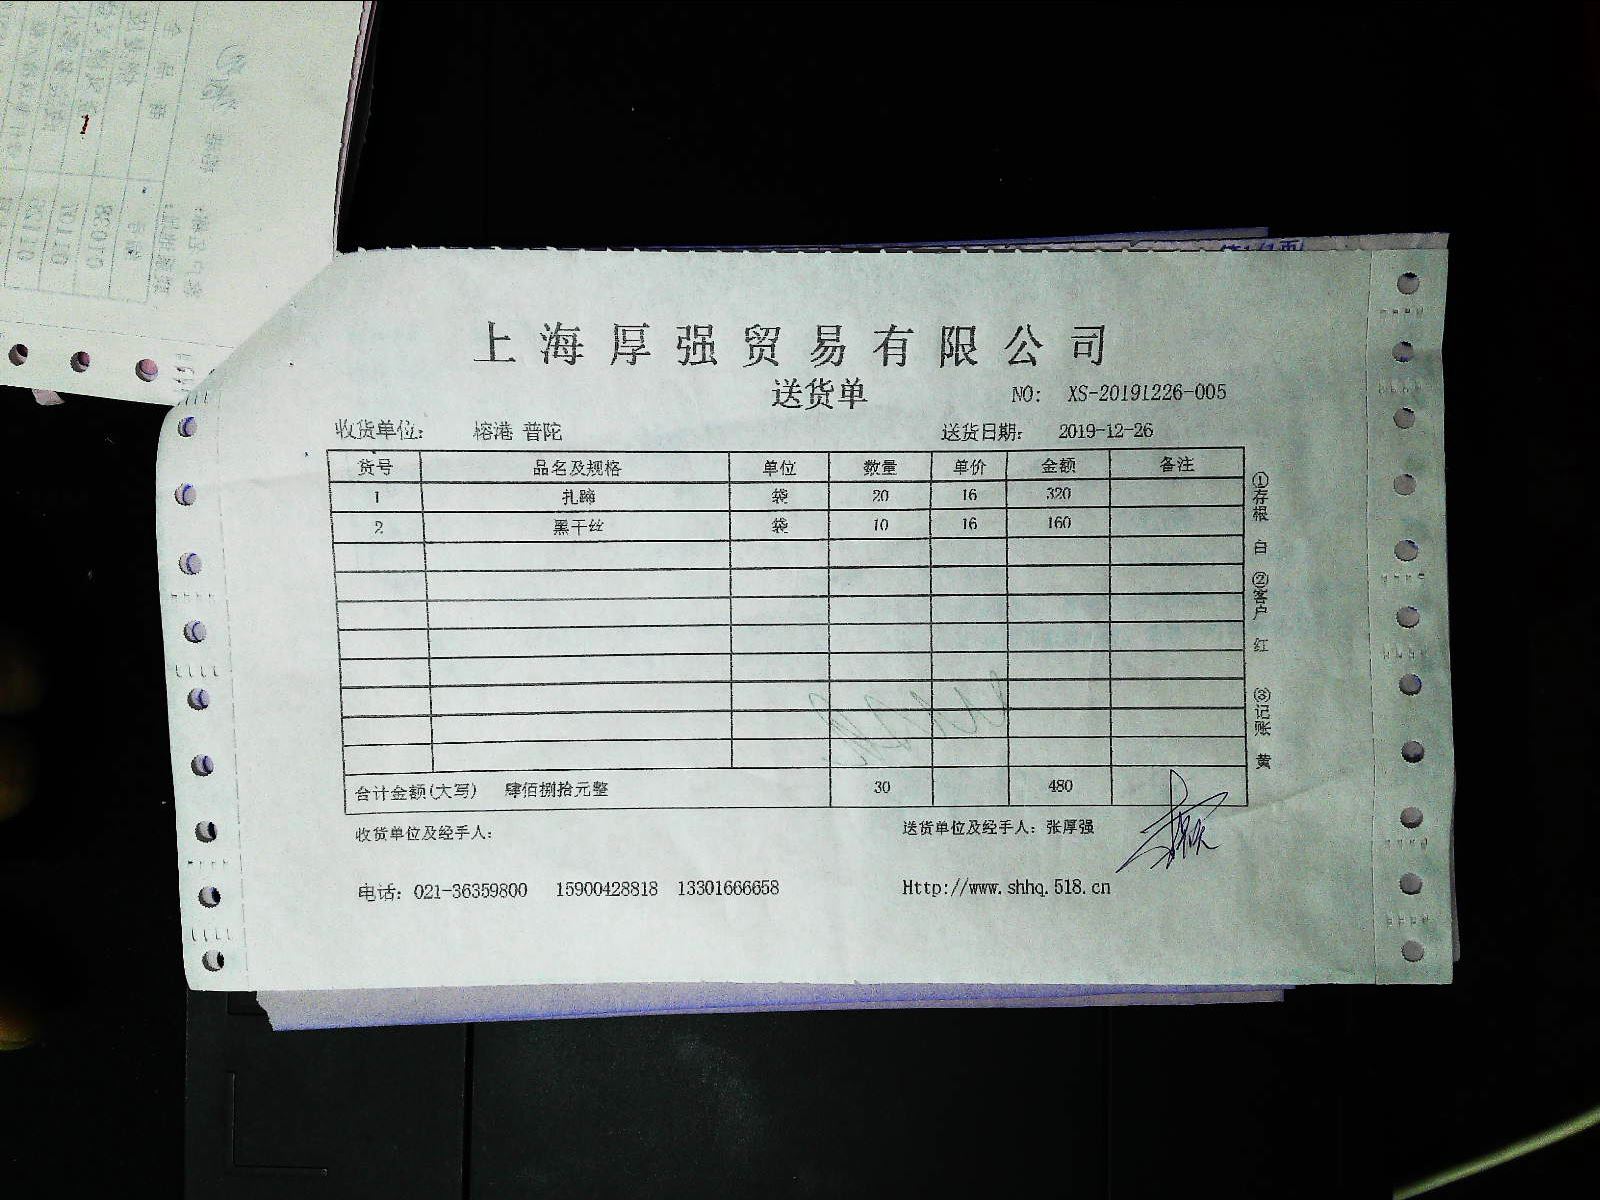 上海厚强贸易有限公司
送货单
NO: XS-20191226-005
收货单位: 榕港 普陀 送货日期: 2019-12-26
货号 品名及规格 单位 数量 单价 金额 备注
1 扎蹄 袋 20 16 320
2 黑干丝 袋 10 16 160
合计金额(大写) 肆佰捌拾元整 30 480
收货单位及经手人: 送货单位及经手人: 张厚强
电话: 021-36359800 15900428818 13301666658 Http://www.shhq.518.cn
①存根 白 ②客户 红 ③记账 黄
01038
01107
01126